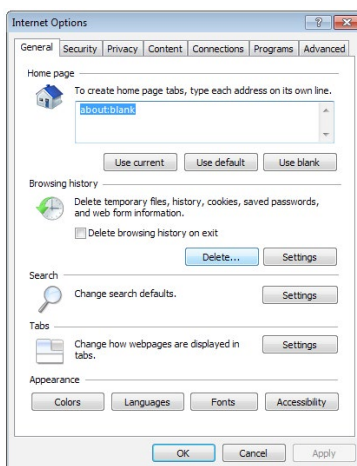 Internet Options
General Security Privacy Content Connections Programs Advanced
Home page
To create home page tabs, type each address on its own line.
about:blank
Use current Use default Use blank
Browsing history
Delete temporary files, history, cookies, saved passwords,
and web form information.
Delete browsing history on exit
Delete... Settings
Search
Change search defaults. Settings
Tabs
Change how webpages are displayed in
tabs.
Settings
Appearance
Colors Languages Fonts Accessibility
OK Cancel Apply